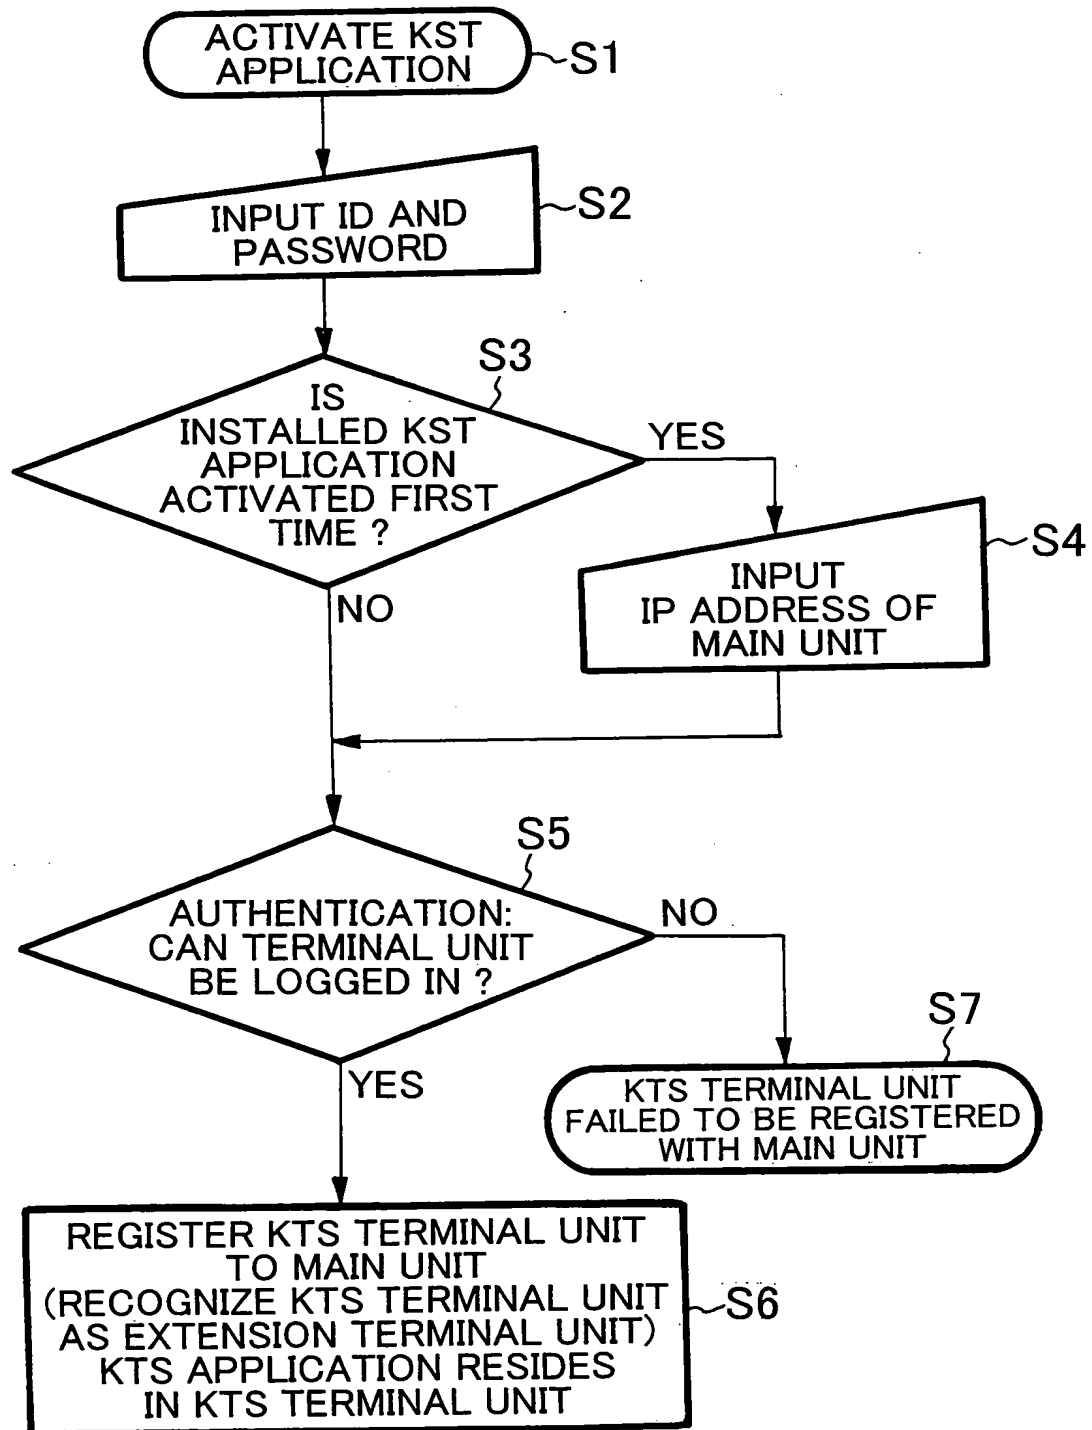 ACTIVATE KST
APPLICATION
S1
INPUT ID AND
PASSWORD
S2
S3
IS
INSTALLED KST
APPLICATION
ACTIVATED FIRST
TIME ?
YES
NO
S4
INPUT
IP ADDRESS OF
MAIN UNIT
S5
AUTHENTICATION:
CAN TERMINAL UNIT
BE LOGGED IN ?
NO
YES
S7
KTS TERMINAL UNIT
FAILED TO BE REGISTERED
WITH MAIN UNIT
REGISTER KTS TERMINAL UNIT
TO MAIN UNIT
(RECOGNIZE KTS TERMINAL UNIT
AS EXTENSION TERMINAL UNIT)
KTS APPLICATION RESIDES
IN KTS TERMINAL UNIT
S6